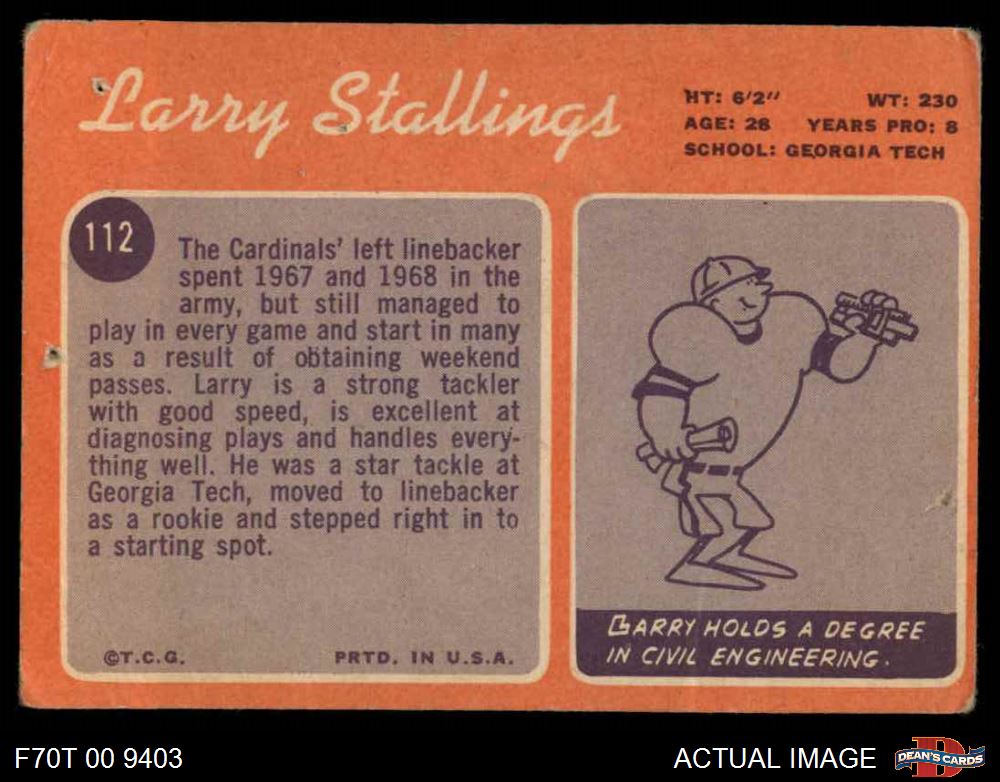 Larry Stallings
HT: 6'2" WT: 230
AGE: 28 YEARS PRO: 8
SCHOOL: GEORGIA TECH
112
The Cardinals' left linebacker
spent 1967 and 1968 in the
army, but still managed to
play in every game and start in many
as a result of obtaining weekend
passes. Larry is a strong tackler
with good speed, is excellent at
diagnosing plays and handles every-
thing well. He was a star tackle at
Georgia Tech, moved to linebacker
as a rookie and stepped right in to
a starting spot.
©T.C.G. PRTD. IN U.S.A.
LARRY HOLDS A DEGREE
IN CIVIL ENGINEERING.
F70T 00 9403
ACTUAL IMAGE
D
DEAN'S CARDS